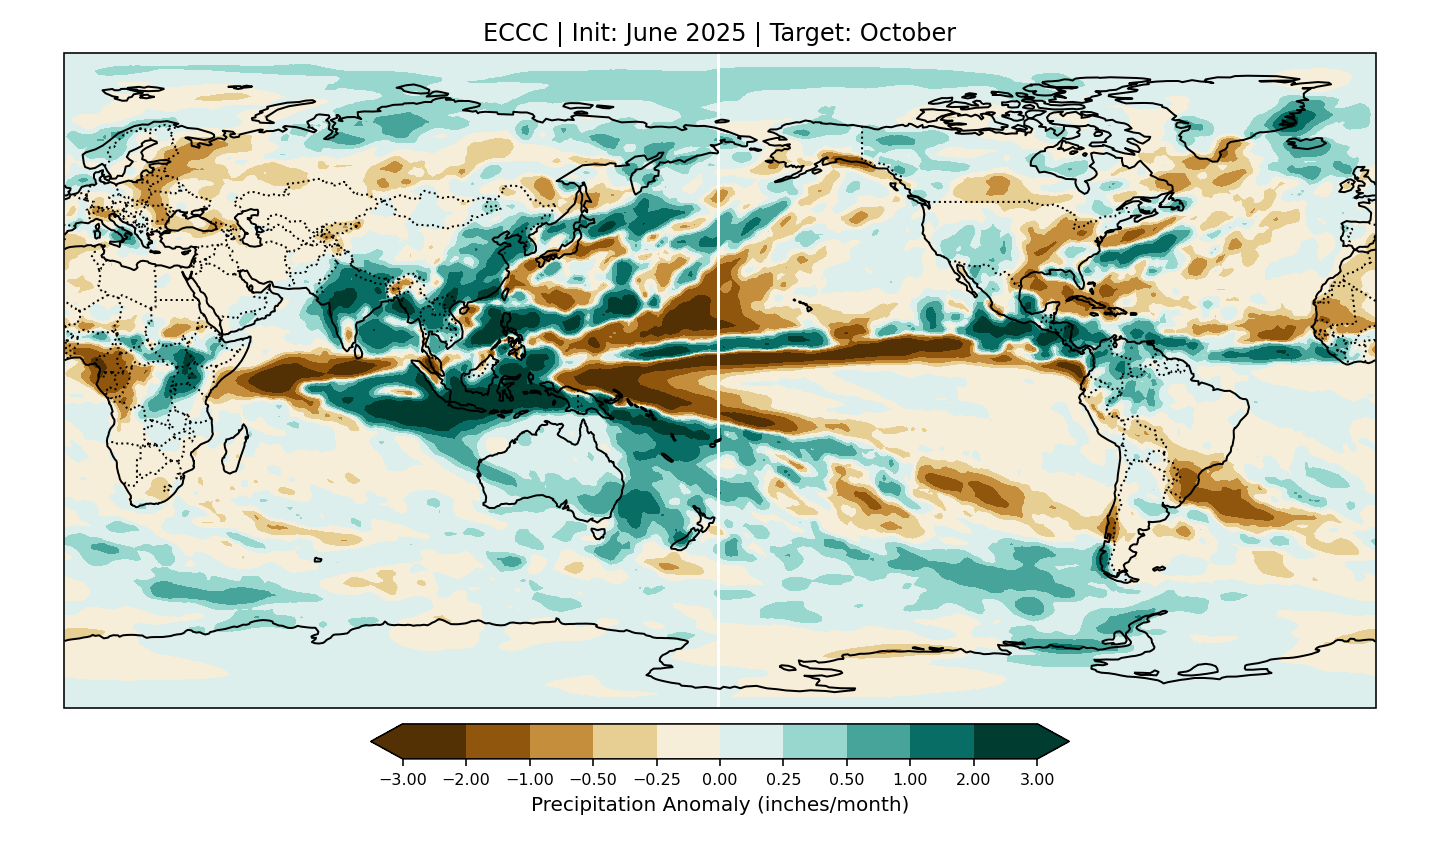 ECCC | Init: June 2025 | Target: October
−3.00 −2.00 −1.00 −0.50 −0.25 0.00 0.25 0.50 1.00 2.00 3.00
Precipitation Anomaly (inches/month)